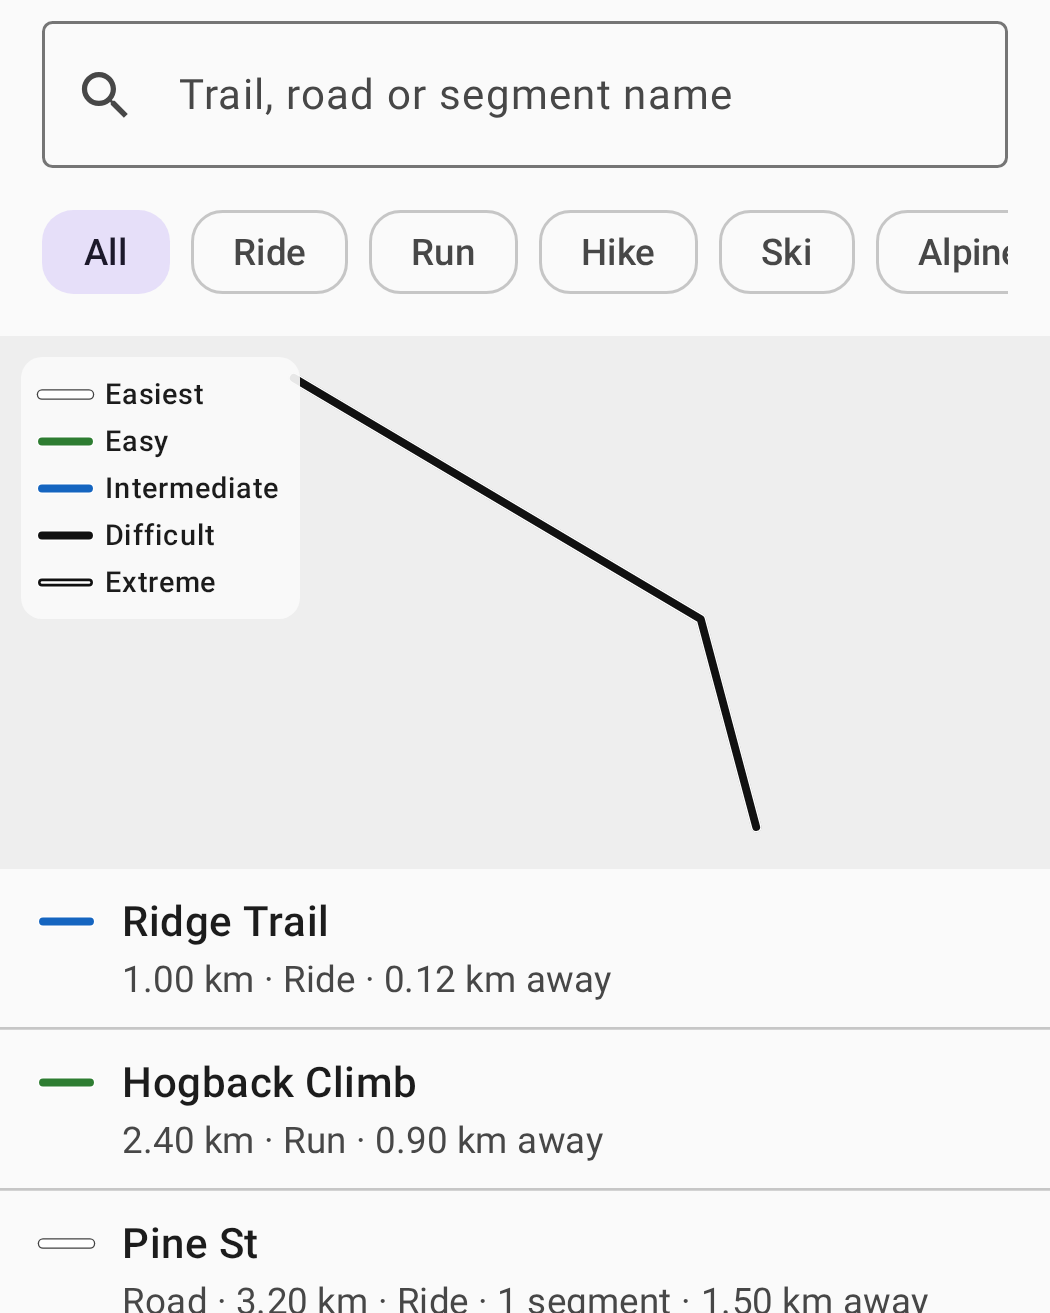 Trail, road or segment name
All Ride Run Hike Ski Alpine
Easiest
Easy
Intermediate
Difficult
Extreme
Ridge Trail
1.00 km · Ride · 0.12 km away
Hogback Climb
2.40 km · Run · 0.90 km away
Pine St
Road · 3.20 km · Ride · 1 segment · 1.50 km away